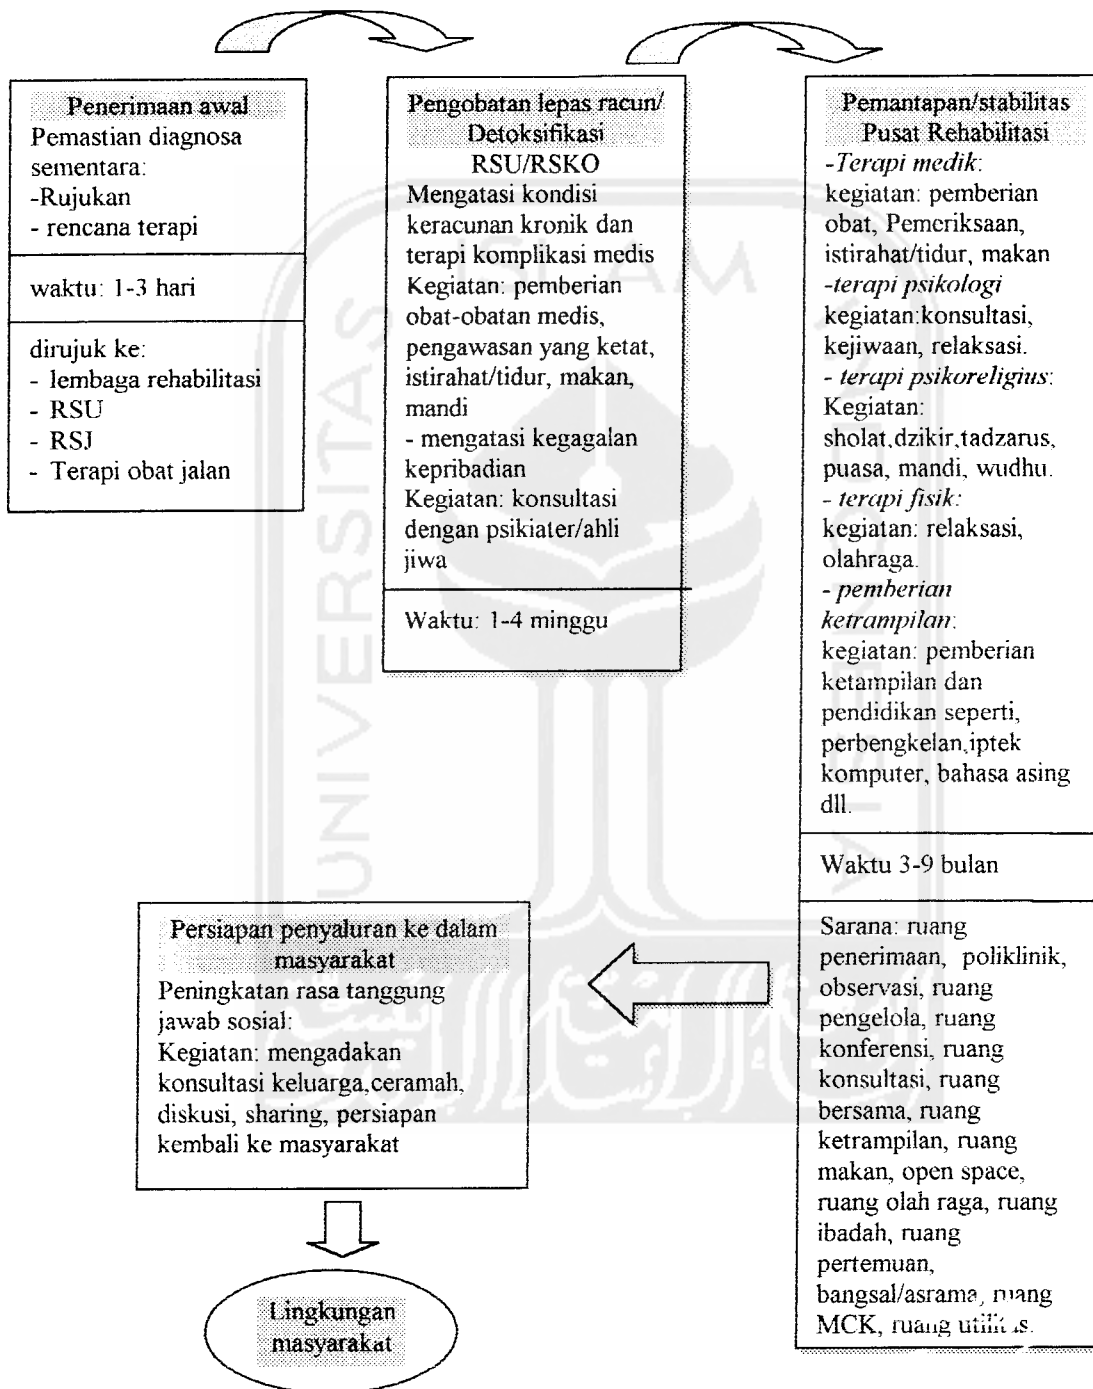 Penerimaan awal
Pemastian diagnosa
sementara:
-Rujukan
- rencana terapi
waktu: 1-3 hari
dirujuk ke:
- lembaga rehabilitasi
- RSU
- RSJ
- Terapi obat jalan
Pengobatan lepas racun/
Detoksifikasi
RSU/RSKO
Mengatasi kondisi
keracunan kronik dan
terapi komplikasi medis
Kegiatan: pemberian
obat-obatan medis,
pengawasan yang ketat,
istirahat/tidur, makan,
mandi
- mengatasi kegagalan
kepribadian
Kegiatan: konsultasi
dengan psikiater/ahli
jiwa
Waktu: 1-4 minggu
Pemantapan/stabilitas
Pusat Rehabilitasi
-Terapi medik:
kegiatan: pemberian
obat, Pemeriksaan,
istirahat/tidur, makan
-terapi psikologi
kegiatan:konsultasi,
kejiwaan, relaksasi.
- terapi psikoreligius:
Kegiatan:
sholat,dzikir,tadzarus,
puasa, mandi, wudhu.
- terapi fisik:
kegiatan: relaksasi,
olahraga.
- pemberian
ketrampilan:
kegiatan: pemberian
ketampilan dan
pendidikan seperti,
perbengkelan,iptek
komputer, bahasa asing
dll.
Waktu 3-9 bulan
Sarana: ruang
penerimaan, poliklinik,
observasi, ruang
pengelola, ruang
konferensi, ruang
konsultasi, ruang
bersama, ruang
ketrampilan, ruang
makan, open space,
ruang olah raga, ruang
ibadah, ruang
pertemuan,
bangsal/asrama, ruang
MCK, ruang utilitas.
Persiapan penyaluran ke dalam
masyarakat
Peningkatan rasa tanggung
jawab sosial:
Kegiatan: mengadakan
konsultasi keluarga,ceramah,
diskusi, sharing, persiapan
kembali ke masyarakat
Lingkungan
masyarakat
UNIVERSITAS
ISLAM
INDONESIA